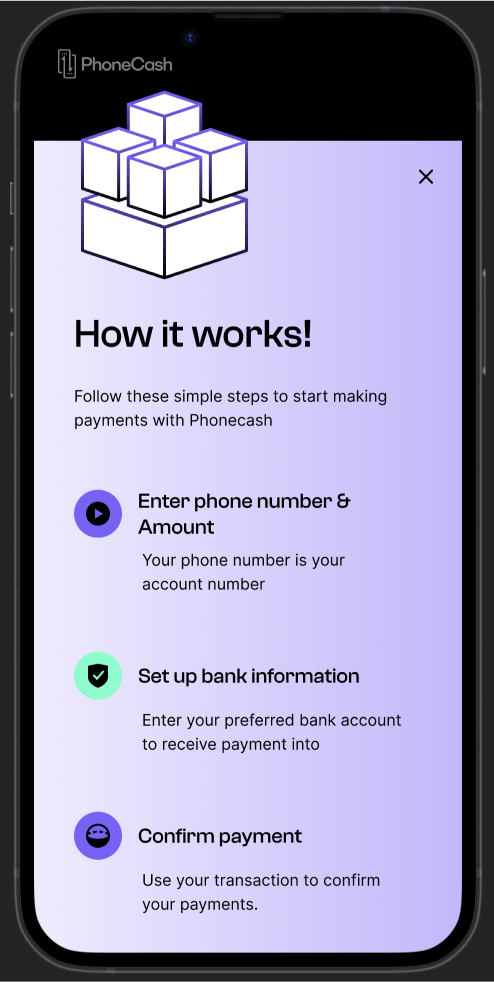 PhoneCash
How it works!
Follow these simple steps to start making
payments with Phonecash
Enter phone number &
Amount
Your phone number is your
account number
Set up bank information
Enter your preferred bank account
to receive payment into
Confirm payment
Use your transaction to confirm
your payments.